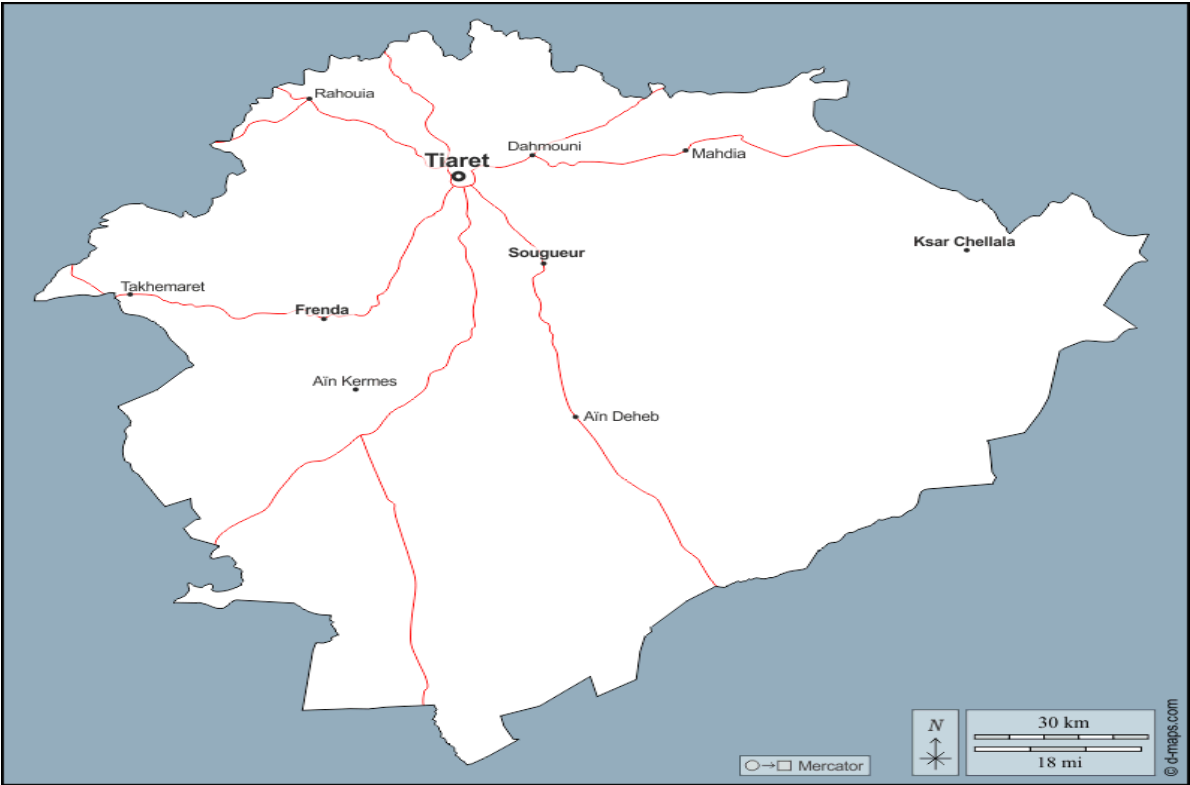 Rahouia
Dahmouni
Mahdia
Tiaret
Ksar Chellala
Sougueur
Takhemaret
Frenda
Aïn Kermes
Aïn Deheb
N
30 km
18 mi
Mercator
© d-maps.com